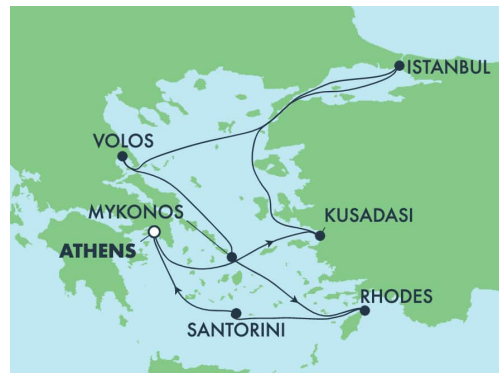 ISTANBUL
VOLOS
MYKONOS
KUSADASI
ATHENS
RHODES
SANTORINI